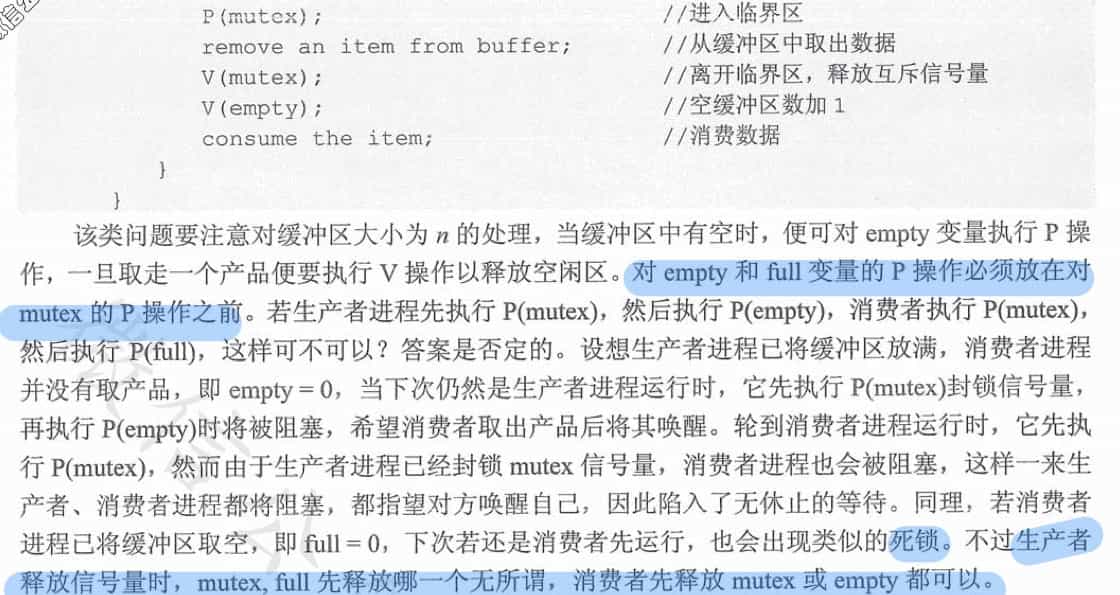 P(mutex);　//进入临界区
remove an item from buffer;　//从缓冲区中取出数据
V(mutex);　//离开临界区，释放互斥信号量
V(empty);　//空缓冲区数加 1
consume the item;　//消费数据
}
}
该类问题要注意对缓冲区大小为 n 的处理，当缓冲区中有空时，便可对 empty 变量执行 P 操
作，一旦取走一个产品便要执行 V 操作以释放空闲区。对 empty 和 full 变量的 P 操作必须放在对
mutex 的 P 操作之前。若生产者进程先执行 P(mutex)，然后执行 P(empty)，消费者执行 P(mutex)，
然后执行 P(full)，这样可不可以？答案是否定的。设想生产者进程已将缓冲区放满，消费者进程
并没有取产品，即 empty = 0，当下次仍然是生产者进程运行时，它先执行 P(mutex)封锁信号量，
再执行 P(empty)时将被阻塞，希望消费者取出产品后将其唤醒。轮到消费者进程运行时，它先执
行 P(mutex)，然而由于生产者进程已经封锁 mutex 信号量，消费者进程也会被阻塞，这样一来生
产者、消费者进程都将阻塞，都指望对方唤醒自己，因此陷入了无休止的等待。同理，若消费者
进程已将缓冲区取空，即 full = 0，下次若还是消费者先运行，也会出现类似的死锁。不过生产者
释放信号量时，mutex, full 先释放哪一个无所谓，消费者先释放 mutex 或 empty 都可以。